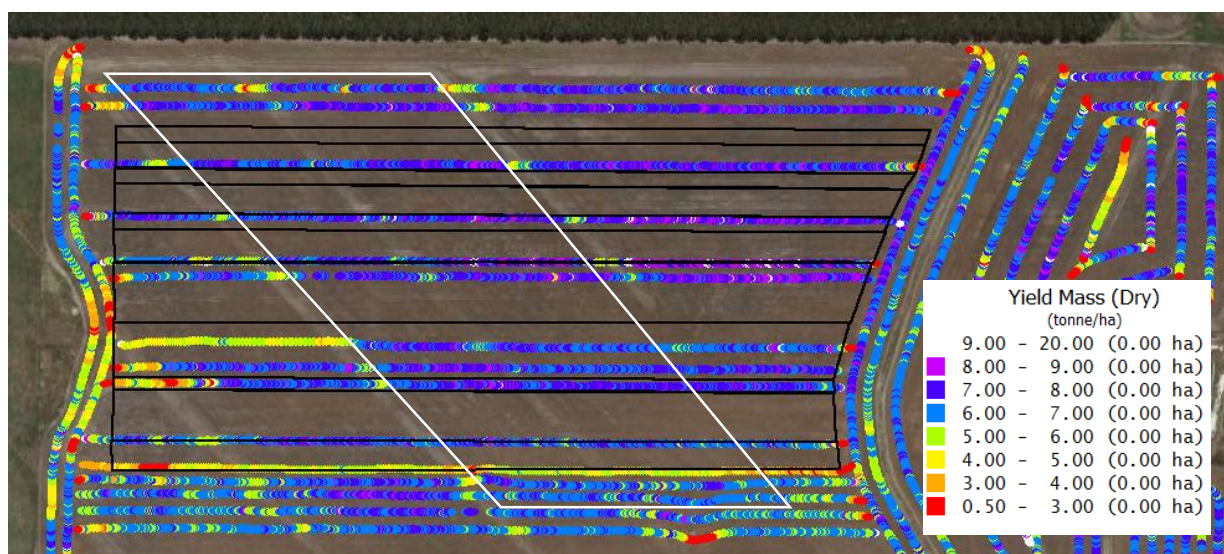 Yield Mass (Dry)
(tonne/ha)
9.00 - 20.00 (0.00 ha)
8.00 - 9.00 (0.00 ha)
7.00 - 8.00 (0.00 ha)
6.00 - 7.00 (0.00 ha)
5.00 - 6.00 (0.00 ha)
4.00 - 5.00 (0.00 ha)
3.00 - 4.00 (0.00 ha)
0.50 - 3.00 (0.00 ha)